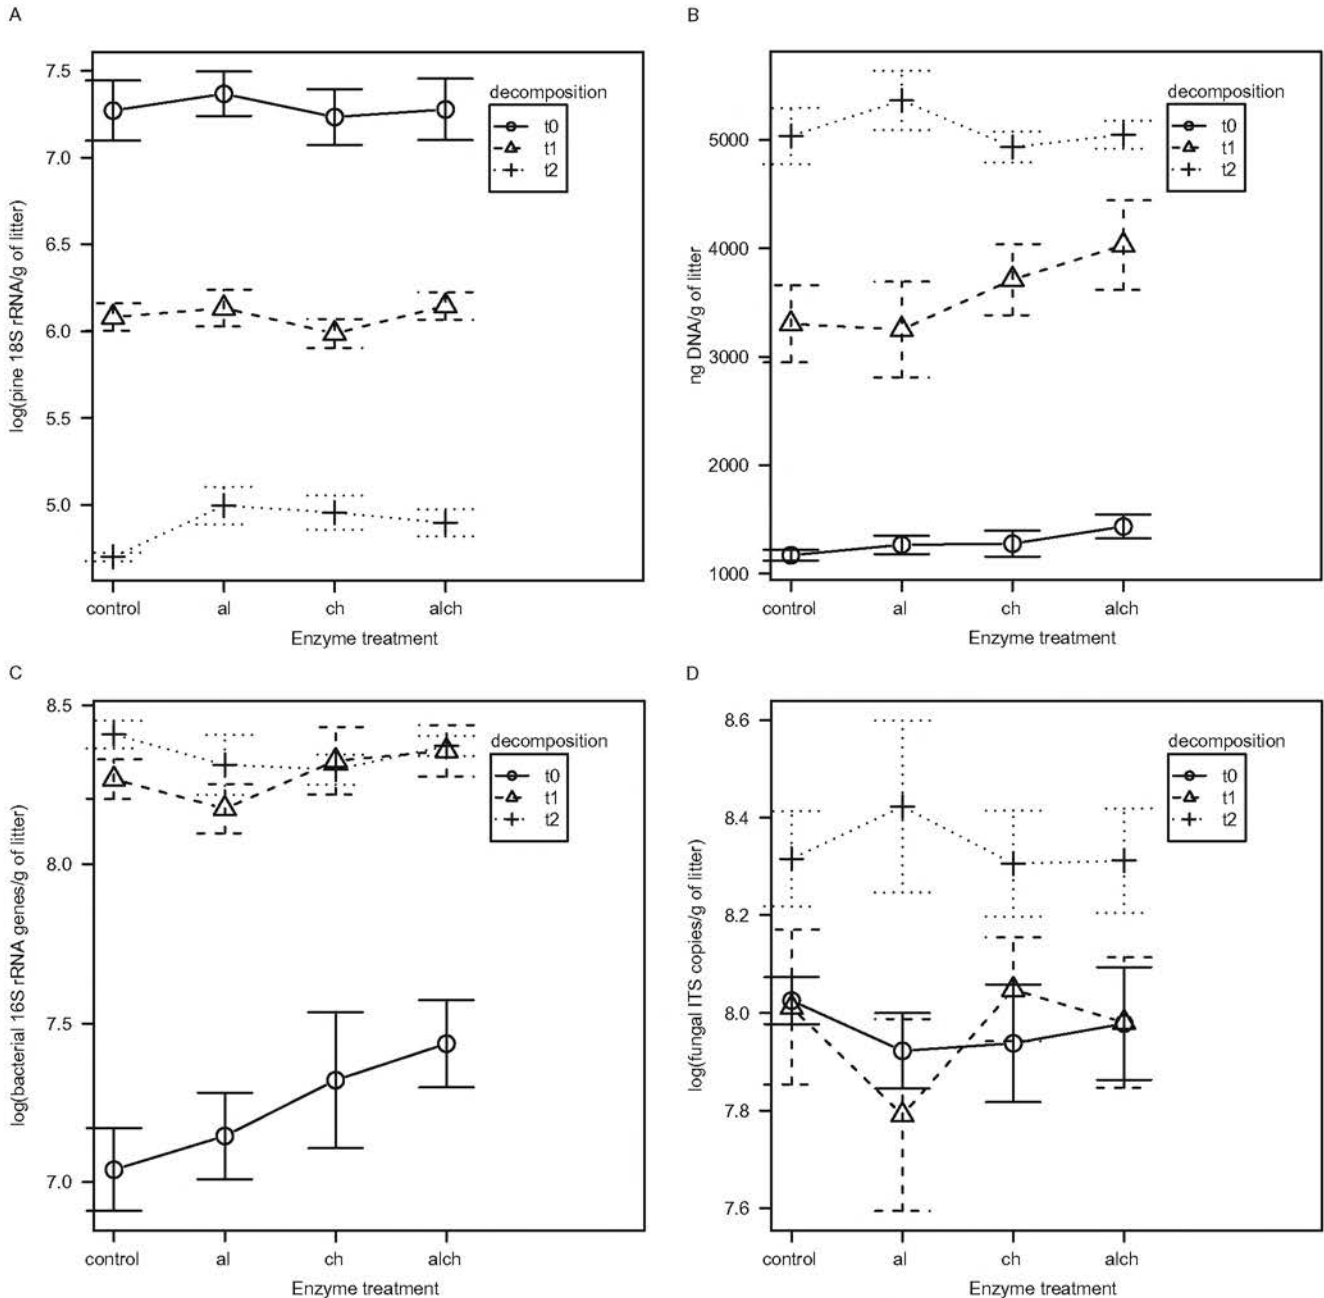 A
log(pine 18S rRNA/g of litter)
7.5
7.0
6.5
6.0
5.5
5.0
decomposition
t0
t1
t2
control al ch alch
Enzyme treatment
B
ng DNA/g of litter
5000
4000
3000
2000
1000
decomposition
t0
t1
t2
control al ch alch
Enzyme treatment
C
log(bacterial 16S rRNA genes/g of litter)
8.5
8.0
7.5
7.0
decomposition
t0
t1
t2
control al ch alch
Enzyme treatment
D
log(fungal ITS copies/g of litter)
8.6
8.4
8.2
8.0
7.8
7.6
decomposition
t0
t1
t2
control al ch alch
Enzyme treatment